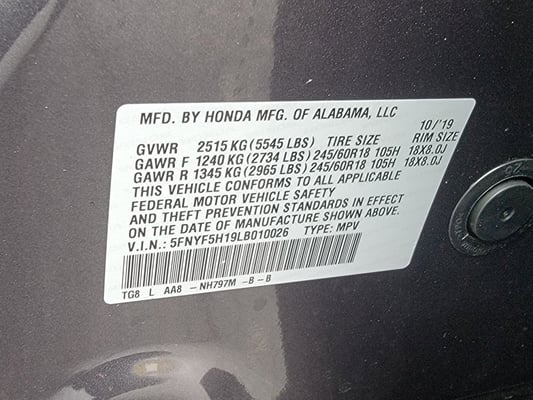 MFD. BY HONDA MFG. OF ALABAMA, LLC
10/'19
GVWR 2515 KG (5545 LBS) TIRE SIZE RIM SIZE
GAWR F 1240 KG (2734 LBS) 245/60R18 105H 18X8.0J
GAWR R 1345 KG (2965 LBS) 245/60R18 105H 18X8.0J
THIS VEHICLE CONFORMS TO ALL APPLICABLE
FEDERAL MOTOR VEHICLE SAFETY
AND THEFT PREVENTION STANDARDS IN EFFECT
ON THE DATE OF MANUFACTURE SHOWN ABOVE.
V.I.N.: 5FNYF5H19LB010026 TYPE: MPV
TG8 L AA8 - NH797M -B -B